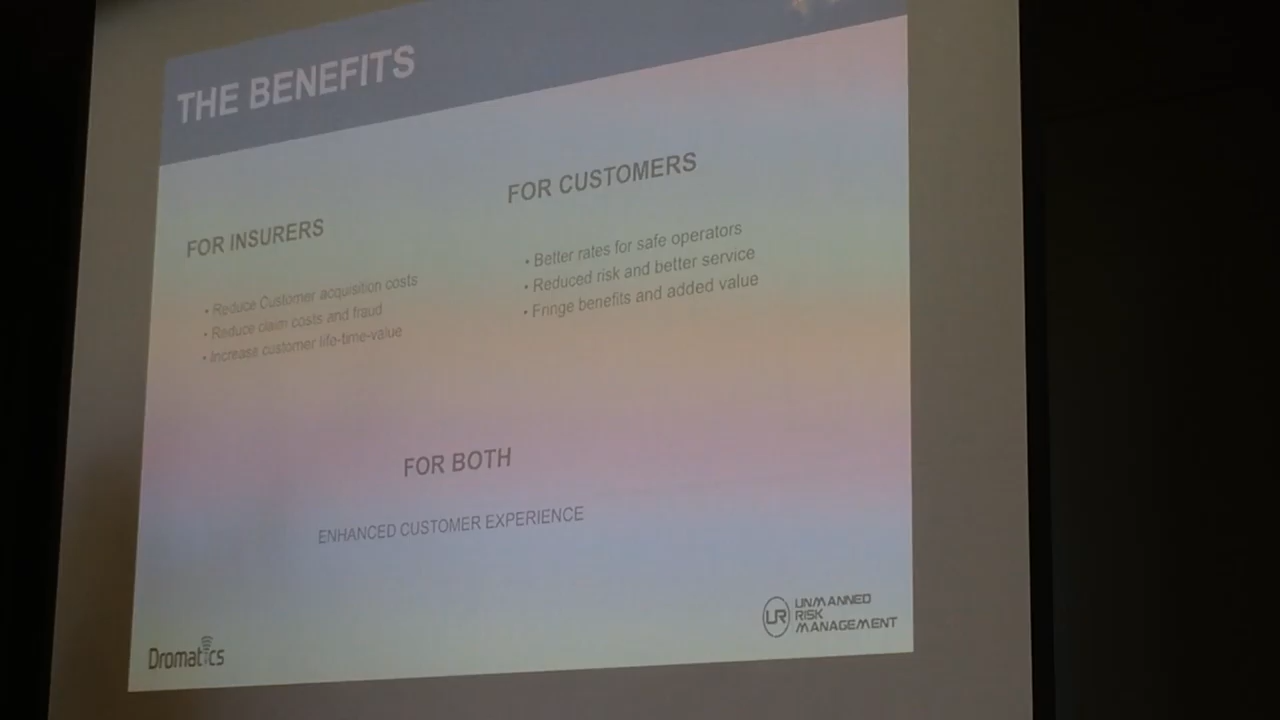 THE BENEFITS
FOR INSURERS
• Reduce Customer acquisition costs
• Reduce claim costs and fraud
• Increase customer life-time-value
FOR CUSTOMERS
• Better rates for safe operators
• Reduced risk and better service
• Fringe benefits and added value
FOR BOTH
ENHANCED CUSTOMER EXPERIENCE
Dromatics
UR
UNMANNED
RISK
MANAGEMENT